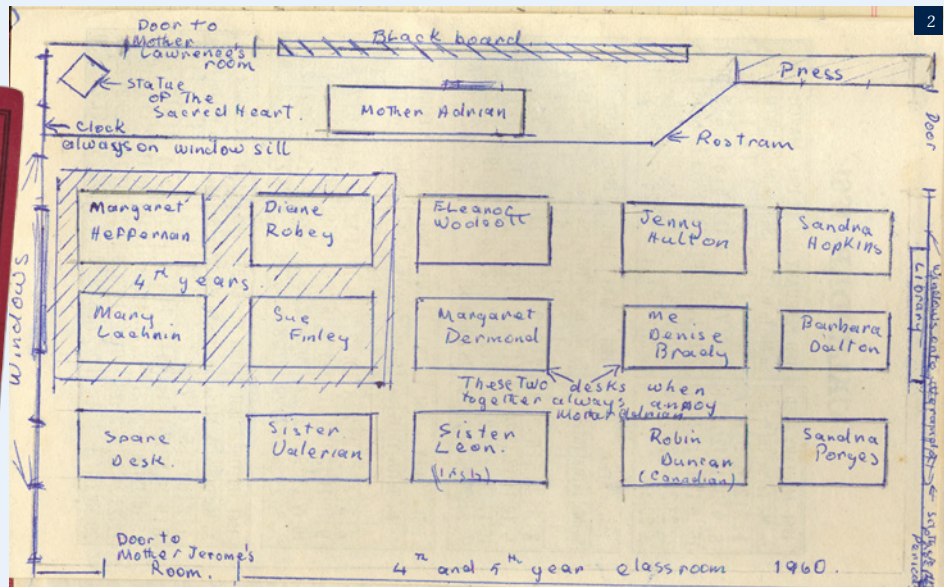 2
Door to
Mother
Lawrence's
room
Black board
Press
Statue
OF The
Sacred Heart.
Mother Adrian
Door
Clock
always on window sill
Rostram
Windows
Margaret
Heffernan
Diane
Robey
Eleanor
Woolcott
Jenny
Hulton
Sandra
Hopkins
4th years
Library
Mary
Lachnin
Sue
Finley
Margaret
Dermond
me
Denise
Brady
Barbara
Dalton
These Two desks when
together always annoy
Mother Adrian
Spare
Desk.
Sister
Valerian
Sister
Leon.
(Irish)
Robin
Duncan
(Canadian)
Sandra
Porges
Door to
Mother Jerome's
Room.
4th and 5th year classroom 1960.